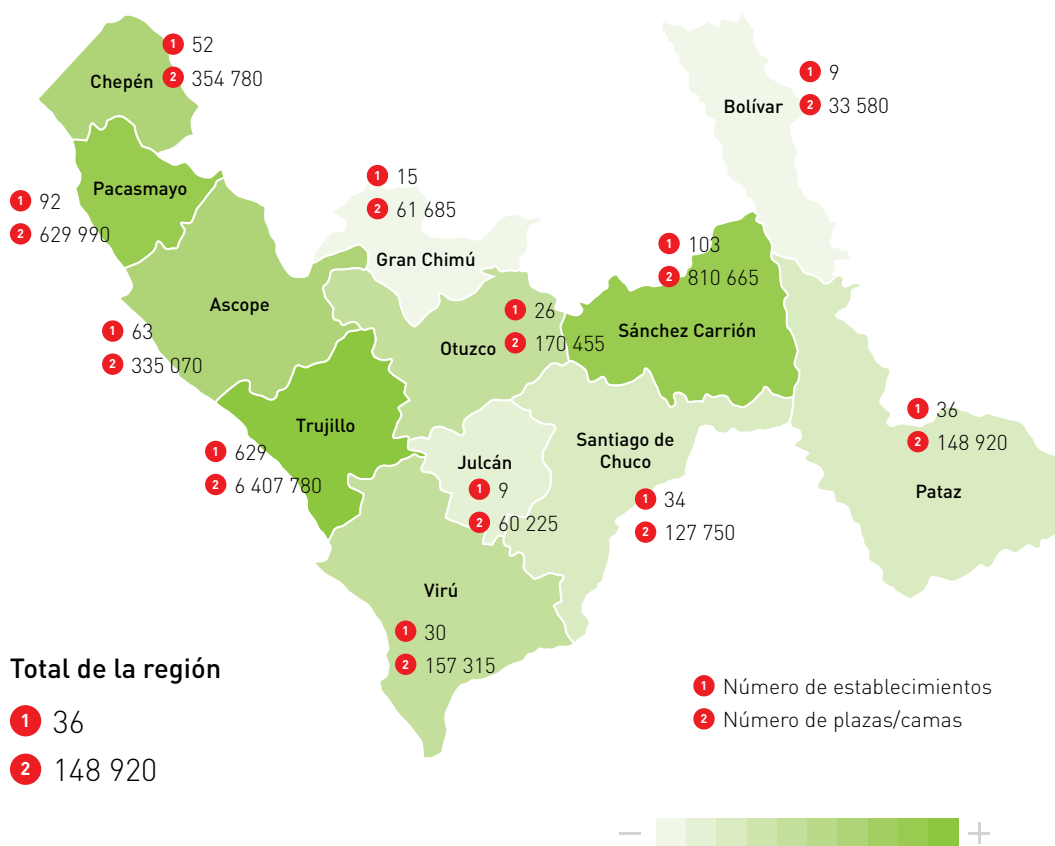 Chepén
1 52
2 354 780
Bolívar
1 9
2 33 580
Pacasmayo
1 92
2 629 990
1 15
2 61 685
Gran Chimú
1 103
2 810 665
Sánchez Carrión
Ascope
1 63
2 335 070
Otuzco
1 26
2 170 455
Trujillo
1 629
2 6 407 780
Julcán
1 9
2 60 225
Santiago de
Chuco
1 34
2 127 750
1 36
2 148 920
Pataz
Virú
1 30
2 157 315
Total de la región
1 36
2 148 920
1 Número de establecimientos
2 Número de plazas/camas
– +